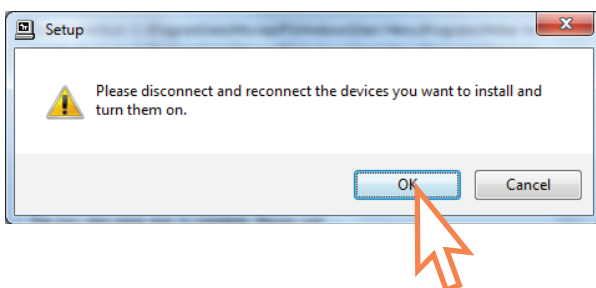 Setup
Please disconnect and reconnect the devices you want to install and
turn them on.
OK
Cancel